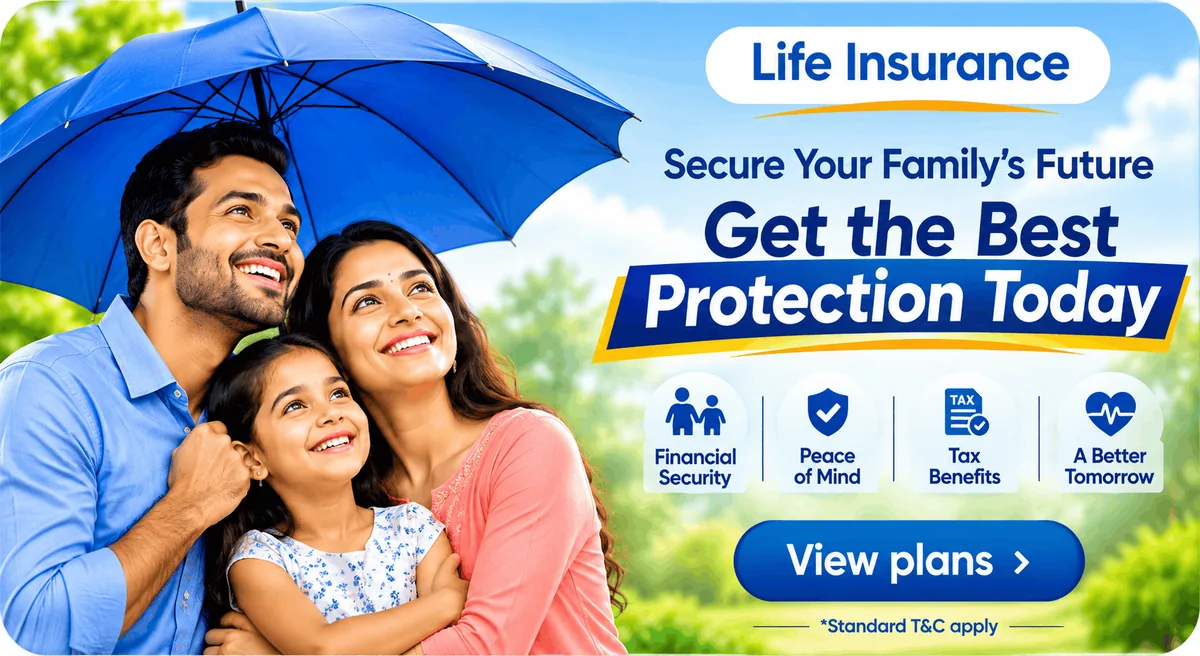 Life Insurance
Secure Your Family's Future
Get the Best
Protection Today
Financial
Security
Peace
of Mind
TAX
Tax
Benefits
A Better
Tomorrow
View plans
*Standard T&C apply